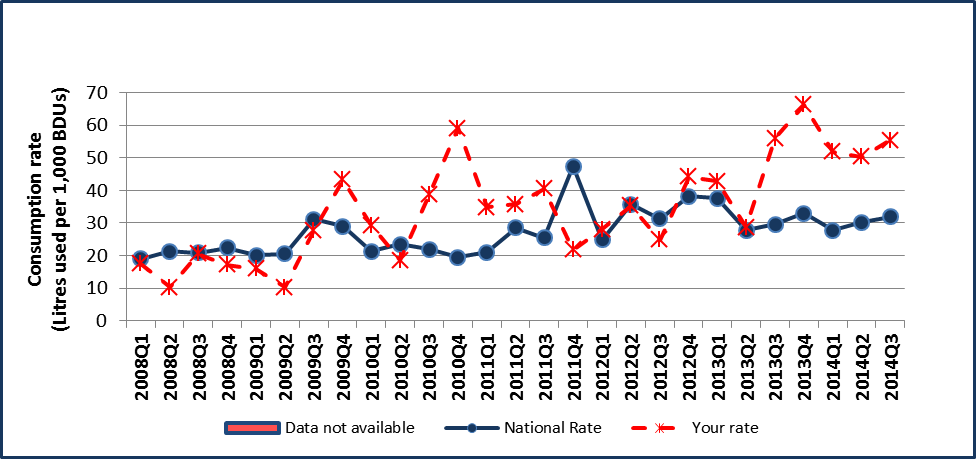 Consumption rate
(Litres used per 1,000 BDUs)
70
60
50
40
30
20
10
0
2008Q1
2008Q2
2008Q3
2008Q4
2009Q1
2009Q2
2009Q3
2009Q4
2010Q1
2010Q2
2010Q3
2010Q4
2011Q1
2011Q2
2011Q3
2011Q4
2012Q1
2012Q2
2012Q3
2012Q4
2013Q1
2013Q2
2013Q3
2013Q4
2014Q1
2014Q2
2014Q3
Data not available National Rate Your rate